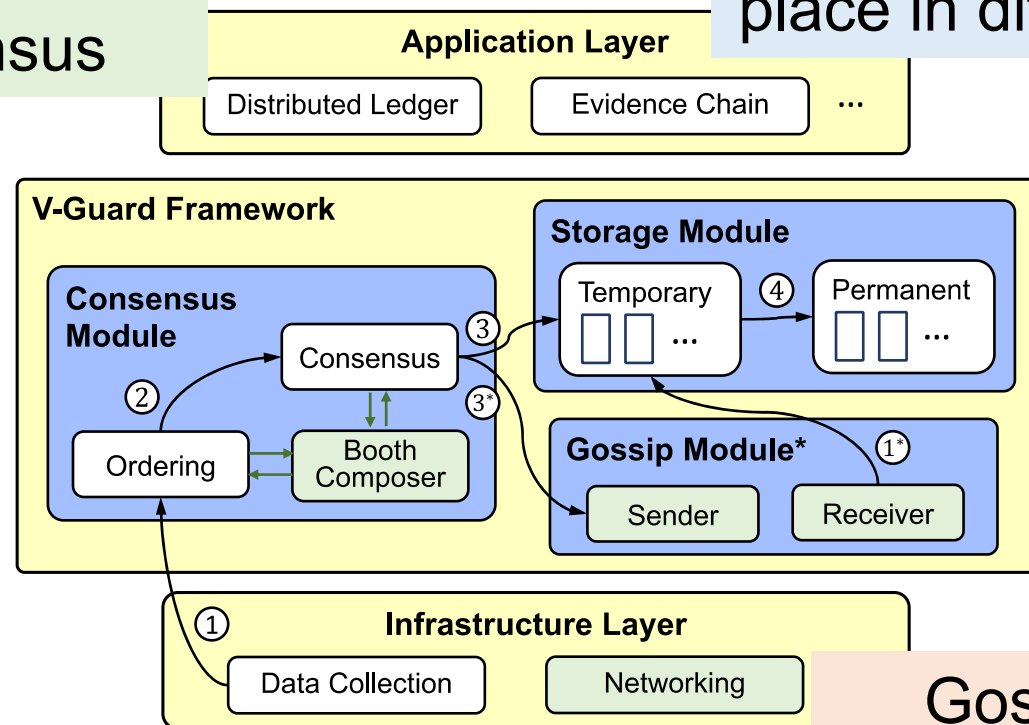 place in
nsus
Application Layer
Distributed Ledger
Evidence Chain
...
V-Guard Framework
Storage Module
Temporary
...
4
Permanent
...
Consensus
Module
3
Consensus
2
3*
Ordering
Booth
Composer
Gossip Module*
1*
Sender
Receiver
1
Infrastructure Layer
Data Collection
Networking
Gos